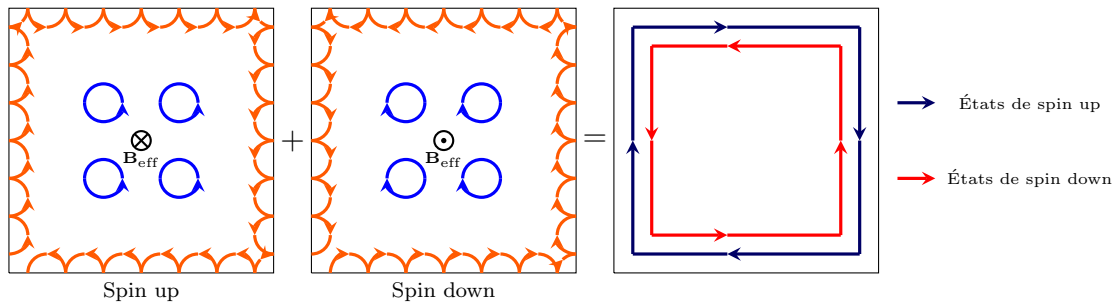 B_eff
B_eff
+
=
Spin up
Spin down
États de spin up
États de spin down